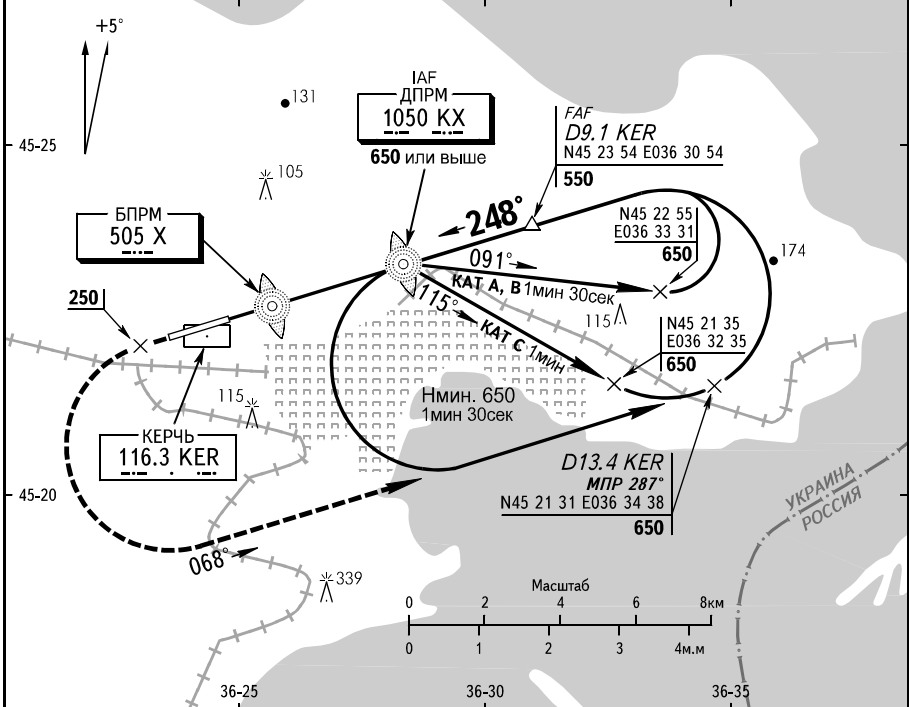 +5°
131
IAF
ДПРМ
1050 KX
650 или выше
FAF
D9.1 KER
N45 23 54 E036 30 54
550
45-25
105
БПРМ
505 X
248°
N45 22 55
E036 33 31
650
174
091°
КАТ А, В 1мин 30сек
115°
КАТ С 1мин
115
250
N45 21 35
E036 32 35
650
Нмин. 650
1мин 30сек
115
КЕРЧЬ
116.3 KER
D13.4 KER
МПР 287°
N45 21 31 E036 34 38
650
45-20
УКРАИНА
РОССИЯ
068°
339
Масштаб
0 2 4 6 8км
0 1 2 3 4м.м
36-25 36-30 36-35